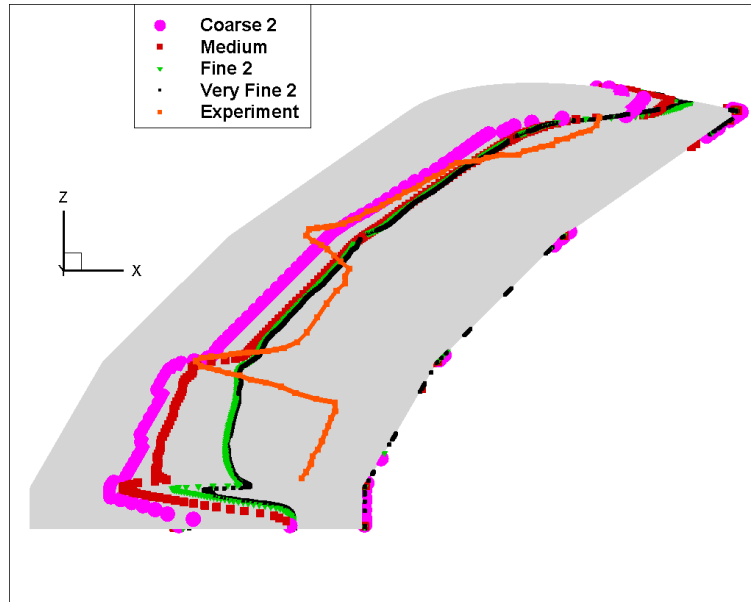 Coarse 2
Medium
Fine 2
Very Fine 2
Experiment
Z
Y
X